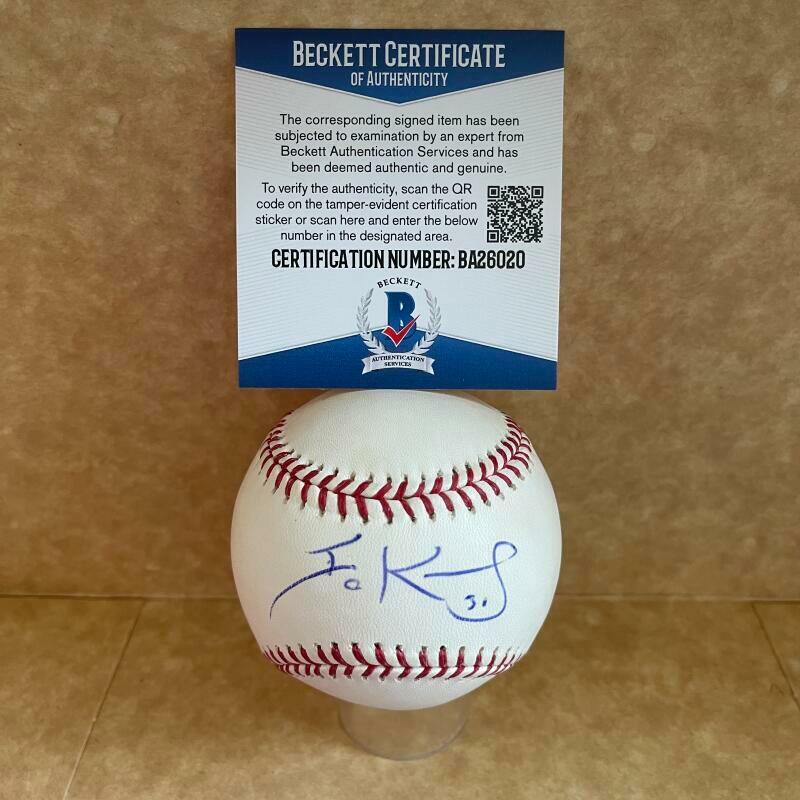 BECKETT CERTIFICATE
OF AUTHENTICITY
The corresponding signed item has been
subjected to examination by an expert from
Beckett Authentication Services and has
been deemed authentic and genuine.
To verify the authenticity, scan the QR
code on the tamper-evident certification
sticker or scan here and enter the below
number in the designated area.
CERTIFICATION NUMBER: BA26020
BECKETT
B
AUTHENTICATION
SERVICES